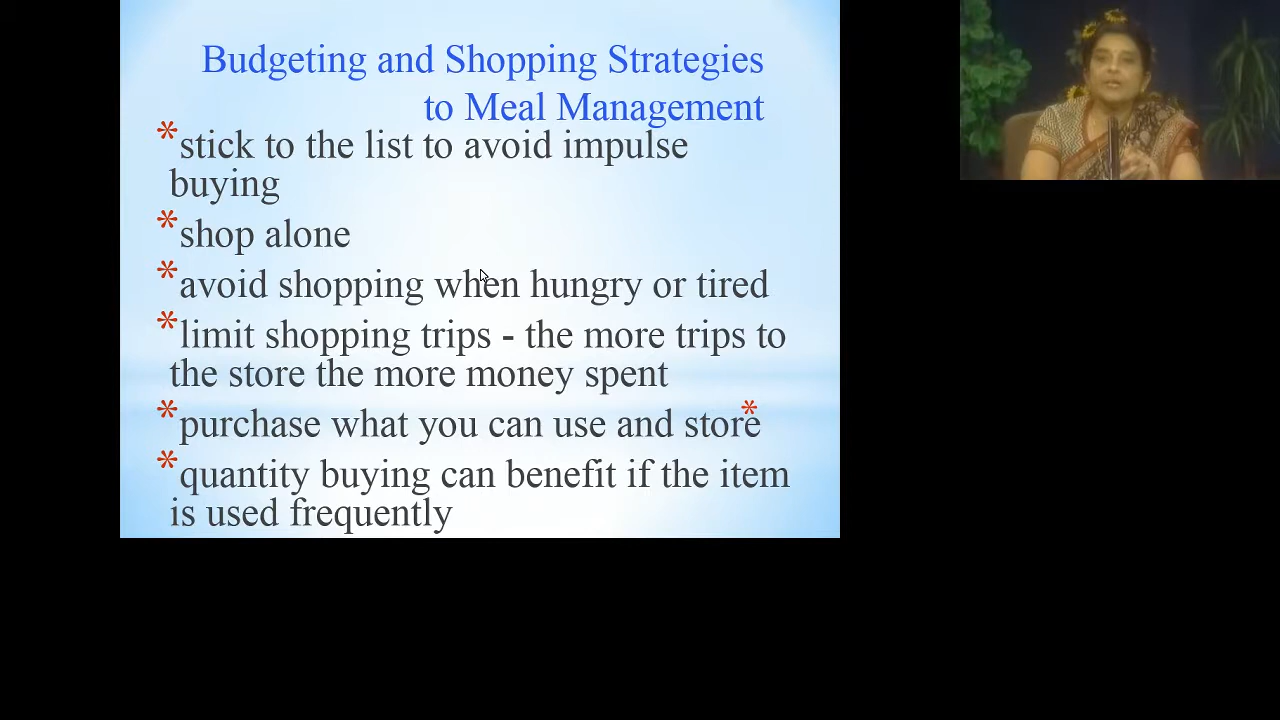 Budgeting and Shopping Strategies
to Meal Management
*stick to the list to avoid impulse
buying
*shop alone
*avoid shopping when hungry or tired
*limit shopping trips - the more trips to
the store the more money spent
*purchase what you can use and store*
*quantity buying can benefit if the item
is used frequently